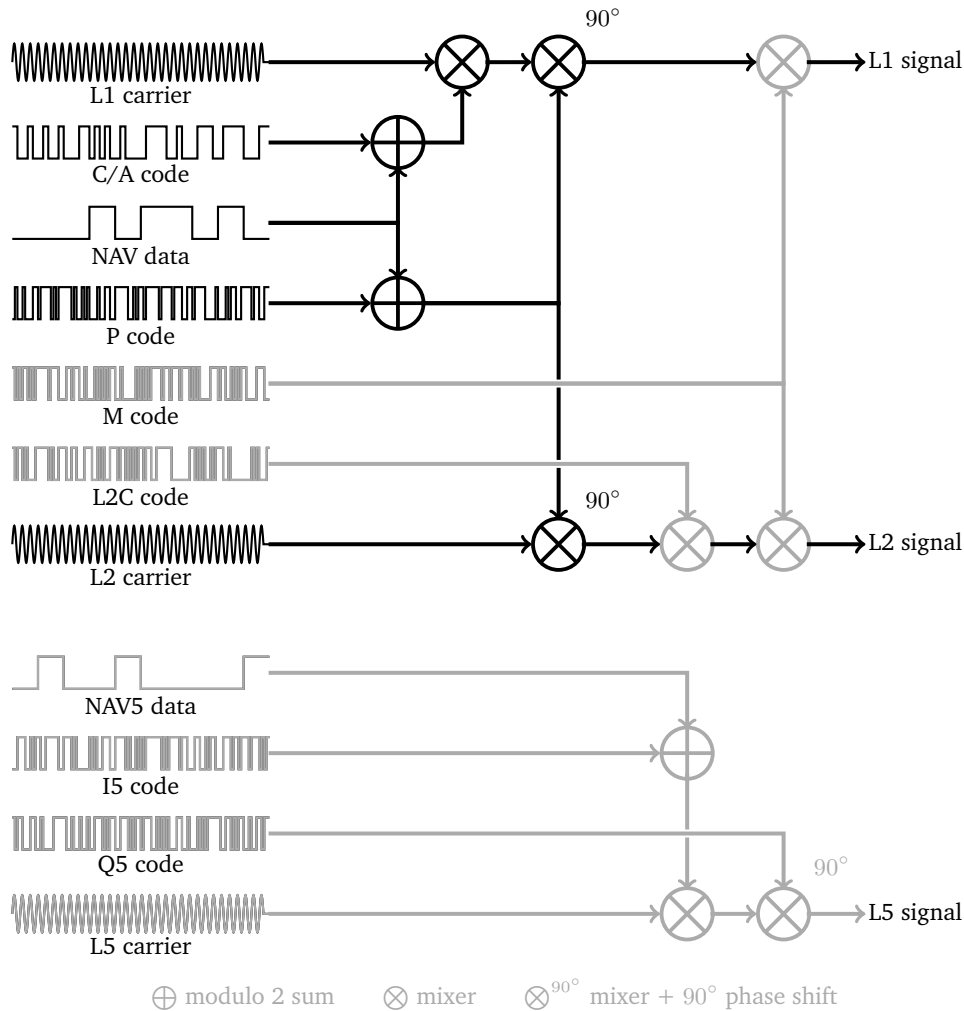 90°
L1 signal
L1 carrier
C/A code
NAV data
P code
M code
L2C code
90°
L2 signal
L2 carrier
NAV5 data
I5 code
Q5 code
90°
L5 signal
L5 carrier
⊕ modulo 2 sum ⊗ mixer ⊗90° mixer + 90° phase shift